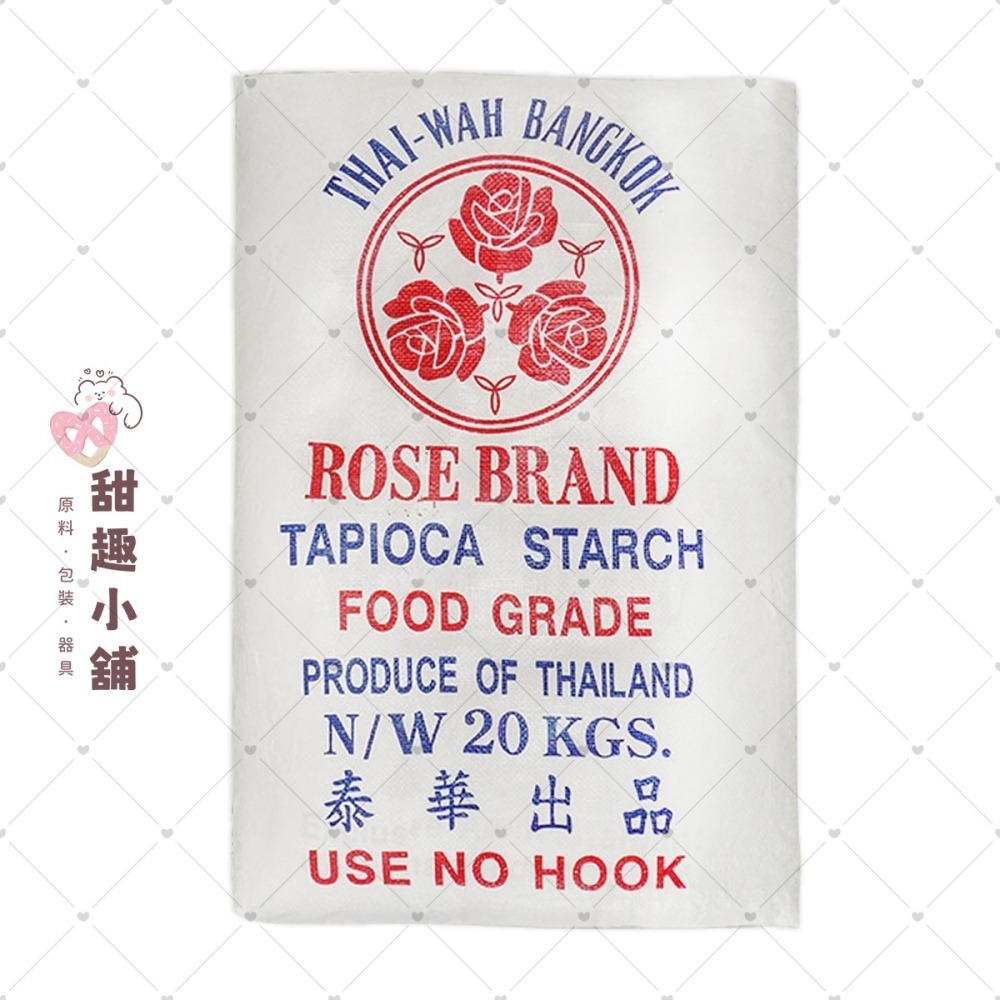 THAI-WAH BANGKOK
ROSE BRAND
TAPIOCA STARCH
FOOD GRADE
PRODUCE OF THAILAND
N/W 20 KGS.
泰華出品
USE NO HOOK
甜趣小舖
原料·包裝·器具